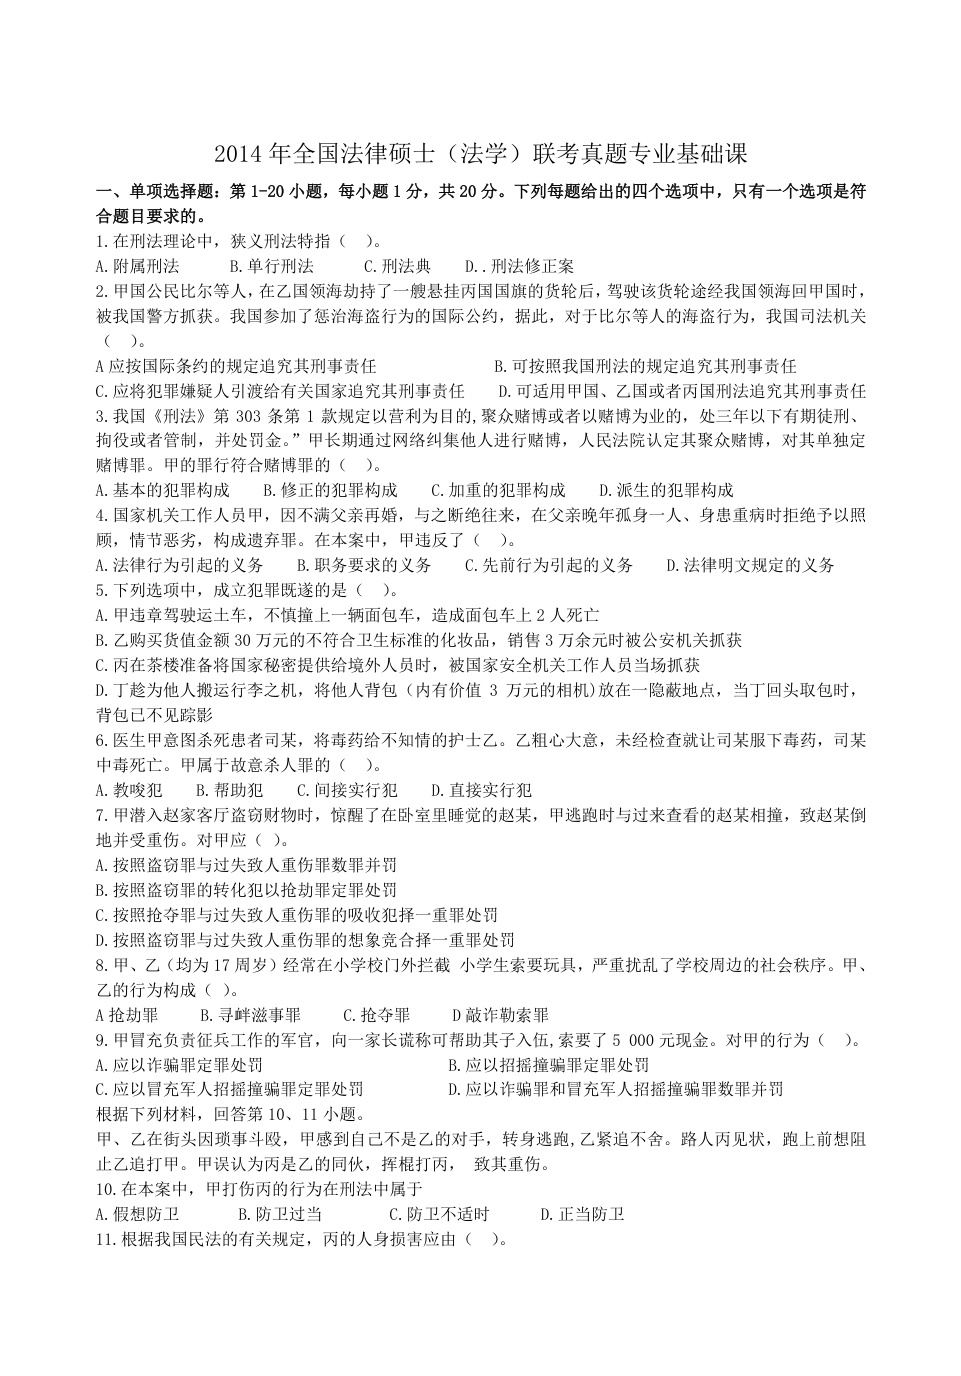 2014 年全国法律硕士（法学）联考真题专业基础课
一、单项选择题：第 1-20 小题，每小题 1 分，共 20 分。下列每题给出的四个选项中，只有一个选项是符
合题目要求的。
1.在刑法理论中，狭义刑法特指（ ）。
A.附属刑法 B.单行刑法 C.刑法典 D..刑法修正案
2.甲国公民比尔等人,在乙国领海劫持了一艘悬挂丙国国旗的货轮后,驾驶该货轮途经我国领海回甲国时,
被我国警方抓获。我国参加了惩治海盗行为的国际公约，据此，对于比尔等人的海盗行为，我国司法机关
（ ）。
A 应按国际条约的规定追究其刑事责任 B.可按照我国刑法的规定追究其刑事责任
C.应将犯罪嫌疑人引渡给有关国家追究其刑事责任 D.可适用甲国、乙国或者丙国刑法追究其刑事责任
3.我国《刑法》第 303 条第 1 款规定以营利为目的,聚众赌博或者以赌博为业的，处三年以下有期徒刑、
拘役或者管制，并处罚金。”甲长期通过网络纠集他人进行赌博，人民法院认定其聚众赌博，对其单独定
赌博罪。甲的罪行符合赌博罪的（ ）。
A.基本的犯罪构成 B.修正的犯罪构成 C.加重的犯罪构成 D.派生的犯罪构成
4.国家机关工作人员甲，因不满父亲再婚，与之断绝往来，在父亲晚年孤身一人、身患重病时拒绝予以照
顾，情节恶劣，构成遗弃罪。在本案中，甲违反了（ ）。
A.法律行为引起的义务 B.职务要求的义务 C.先前行为引起的义务 D.法律明文规定的义务
5.下列选项中，成立犯罪既遂的是（ ）。
A.甲违章驾驶运土车，不慎撞上一辆面包车，造成面包车上 2 人死亡
B.乙购买货值金额 30 万元的不符合卫生标准的化妆品，销售 3 万余元时被公安机关抓获
C.丙在茶楼准备将国家秘密提供给境外人员时，被国家安全机关工作人员当场抓获
D.丁趁为他人搬运行李之机，将他人背包（内有价值 3 万元的相机)放在一隐蔽地点，当丁回头取包时，
背包已不见踪影
6.医生甲意图杀死患者司某，将毒药给不知情的护士乙。乙粗心大意，未经检查就让司某服下毒药，司某
中毒死亡。甲属于故意杀人罪的（ ）。
A.教唆犯 B.帮助犯 C.间接实行犯 D.直接实行犯
7.甲潜入赵家客厅盗窃财物时，惊醒了在卧室里睡觉的赵某，甲逃跑时与过来查看的赵某相撞，致赵某倒
地并受重伤。对甲应（ ）。
A.按照盗窃罪与过失致人重伤罪数罪并罚
B.按照盗窃罪的转化犯以抢劫罪定罪处罚
C.按照抢夺罪与过失致人重伤罪的吸收犯择一重罪处罚
D.按照盗窃罪与过失致人重伤罪的想象竞合择一重罪处罚
8.甲、乙（均为 17 周岁）经常在小学校门外拦截 小学生索要玩具，严重扰乱了学校周边的社会秩序。甲、
乙的行为构成（ ）。
A 抢劫罪 B.寻衅滋事罪 C.抢夺罪 D 敲诈勒索罪
9.甲冒充负责征兵工作的军官，向一家长谎称可帮助其子入伍,索要了 5 000 元现金。对甲的行为（ ）。
A.应以诈骗罪定罪处罚 B.应以招摇撞骗罪定罪处罚
C.应以冒充军人招摇撞骗罪定罪处罚 D.应以诈骗罪和冒充军人招摇撞骗罪数罪并罚
根据下列材料，回答第 10、11 小题。
甲、乙在街头因琐事斗殴，甲感到自己不是乙的对手，转身逃跑,乙紧追不舍。路人丙见状，跑上前想阻
止乙追打甲。甲误认为丙是乙的同伙，挥棍打丙， 致其重伤。
10.在本案中，甲打伤丙的行为在刑法中属于
A.假想防卫 B.防卫过当 C.防卫不适时 D.正当防卫
11.根据我国民法的有关规定，丙的人身损害应由（ ）。